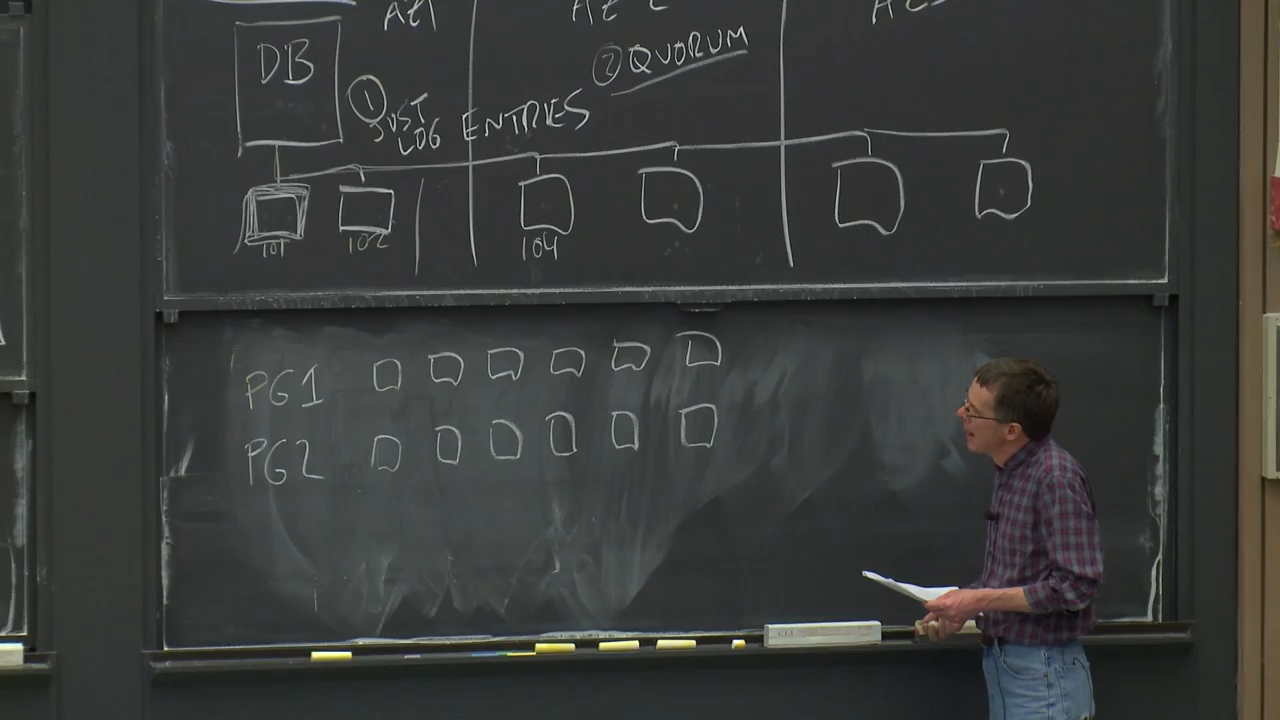 AZ1
DB
② QUORUM
① JUST LOG ENTRIES
101 102 104
PG1
PG2